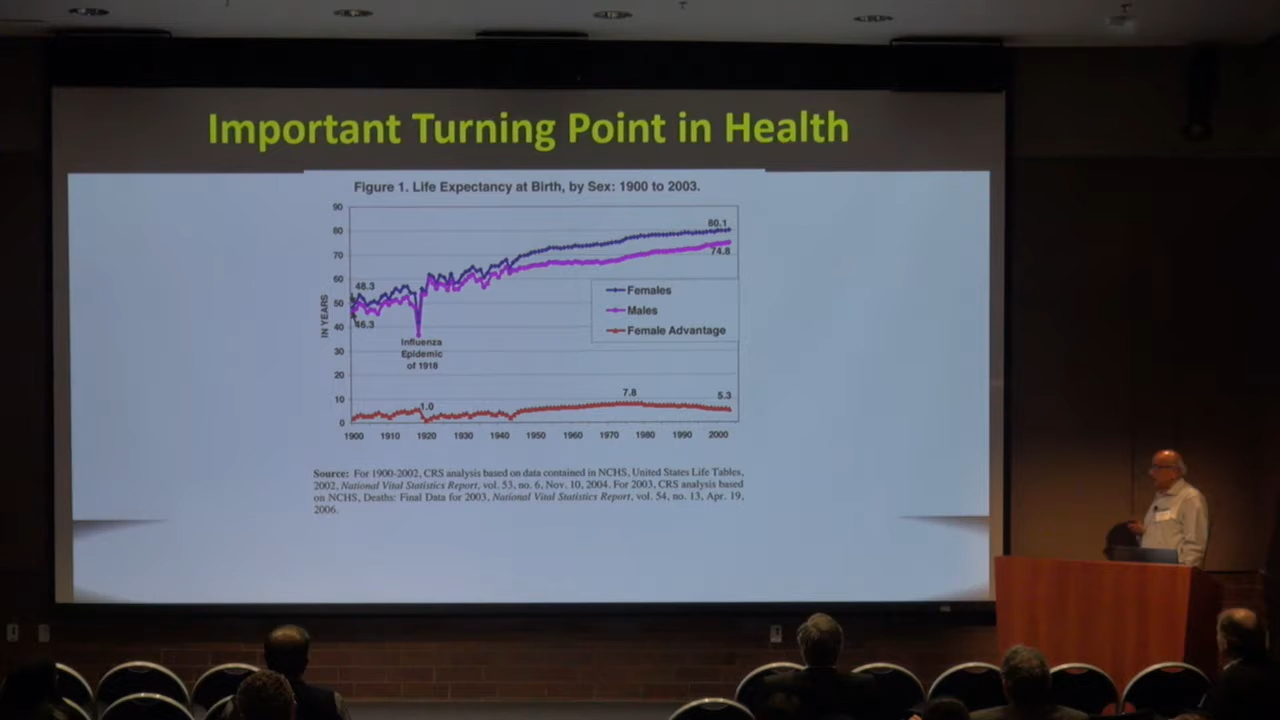 Important Turning Point in Health
Figure 1. Life Expectancy at Birth, by Sex: 1900 to 2003.
90
80
70
60
50
40
30
20
10
0
IN YEARS
48.3
46.3
Influenza
Epidemic
of 1918
1.0
7.8
5.3
80.1
74.8
Females
Males
Female Advantage
1900 1910 1920 1930 1940 1950 1960 1970 1980 1990 2000
Source: For 1900-2002, CRS analysis based on data contained in NCHS, United States Life Tables,
2002, National Vital Statistics Report, vol. 53, no. 6, Nov. 10, 2004. For 2003, CRS analysis based
on NCHS, Deaths: Final Data for 2003, National Vital Statistics Report, vol. 54, no. 13, Apr. 19,
2006.